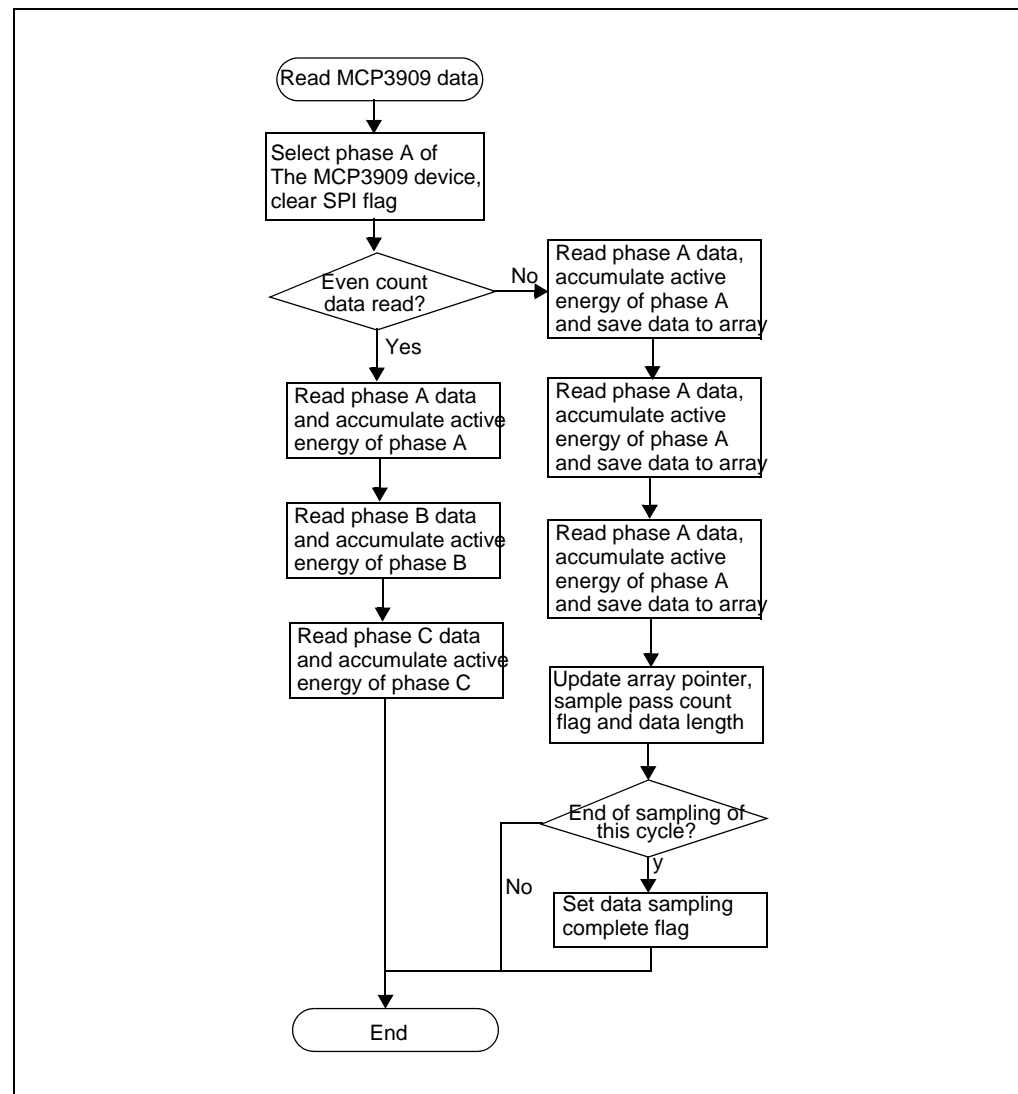 Read MCP3909 data
Select phase A of
The MCP3909 device,
clear SPI flag
Even count
data read?
No
Yes
Read phase A data
and accumulate active
energy of phase A
Read phase B data
and accumulate active
energy of phase B
Read phase C data
and accumulate active
energy of phase C
Read phase A data,
accumulate active
energy of phase A
and save data to array
Read phase A data,
accumulate active
energy of phase A
and save data to array
Read phase A data,
accumulate active
energy of phase A
and save data to array
Update array pointer,
sample pass count
flag and data length
End of sampling of
this cycle?
y
No
Set data sampling
complete flag
End